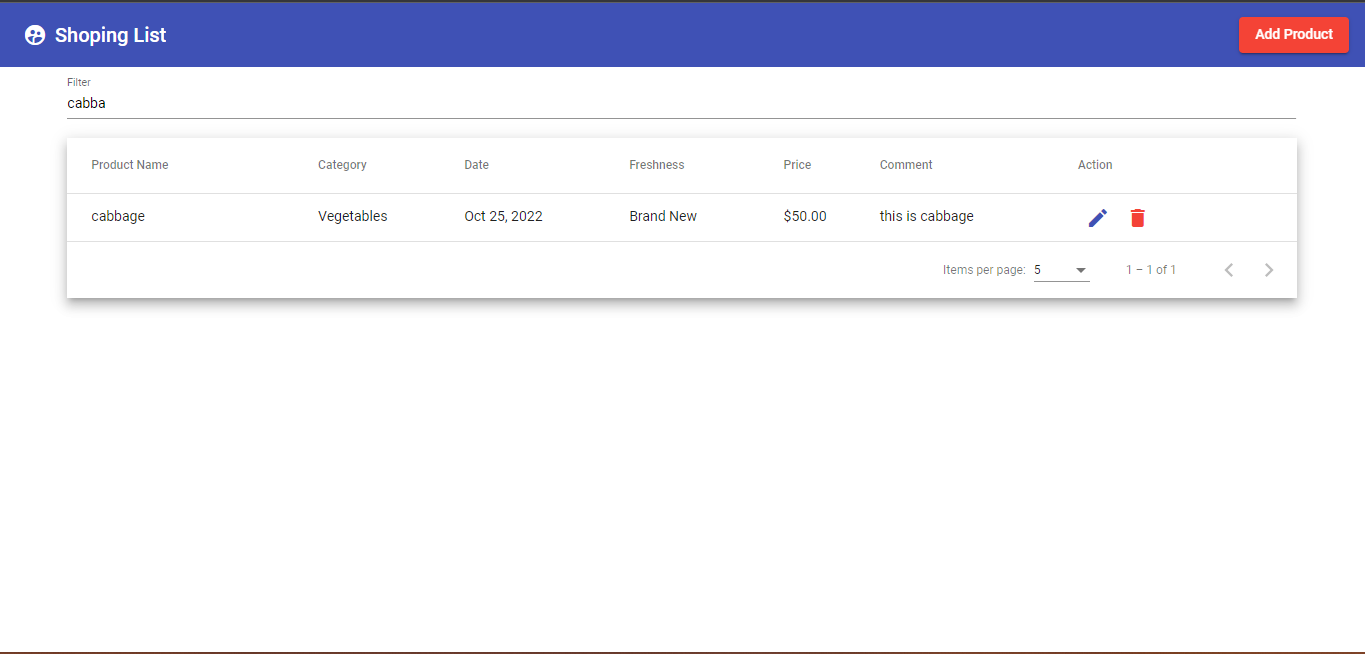 Shoping List
Add Product
Filter
cabba
Product Name Category Date Freshness Price Comment Action
cabbage Vegetables Oct 25, 2022 Brand New $50.00 this is cabbage
Items per page: 5 1 – 1 of 1